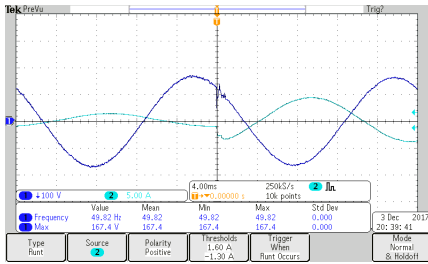 Tek PreVu Trig?
T
1
1 100 V 2 5.00 A
4.00ms 250kS/s 2
T 0.00000 s 10k points
Value Mean Min Max Std Dev
1 Frequency 49.82 Hz 49.82 49.82 49.82 0.000
1 Max 167.4 V 167.4 167.4 167.4 0.000
3 Dec 2017
20:39:41
Type
Runt
Source
2
Polarity
Positive
Thresholds
1.60 A
−1.30 A
Trigger
When
Runt Occurs
Mode
Normal
& Holdoff